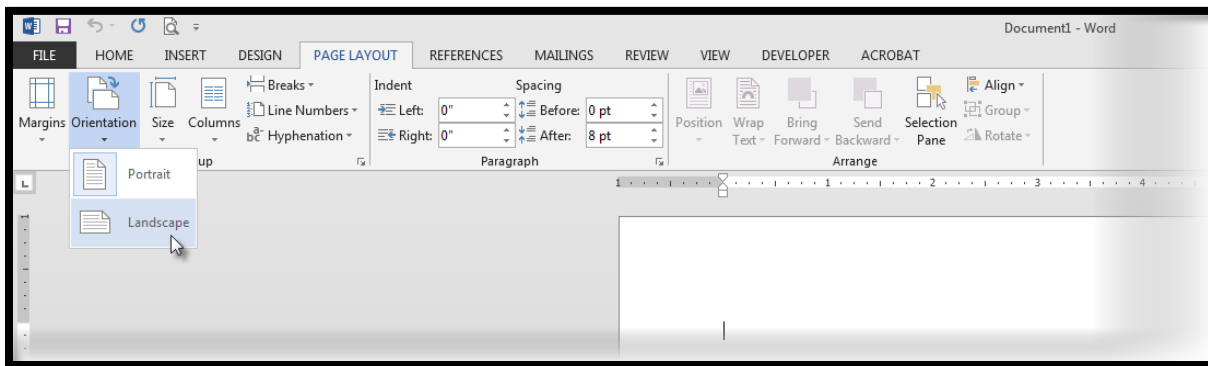 Document1 - Word
FILE HOME INSERT DESIGN PAGE LAYOUT REFERENCES MAILINGS REVIEW VIEW DEVELOPER ACROBAT
Margins Orientation Size Columns
Breaks
Line Numbers
Hyphenation
Indent Spacing
Left: 0" Before: 0 pt
Right: 0" After: 8 pt
Position Wrap Text Bring Forward Send Backward Selection Pane
Align
Group
Rotate
up Paragraph Arrange
Portrait
Landscape
1 1 2 3 4
1